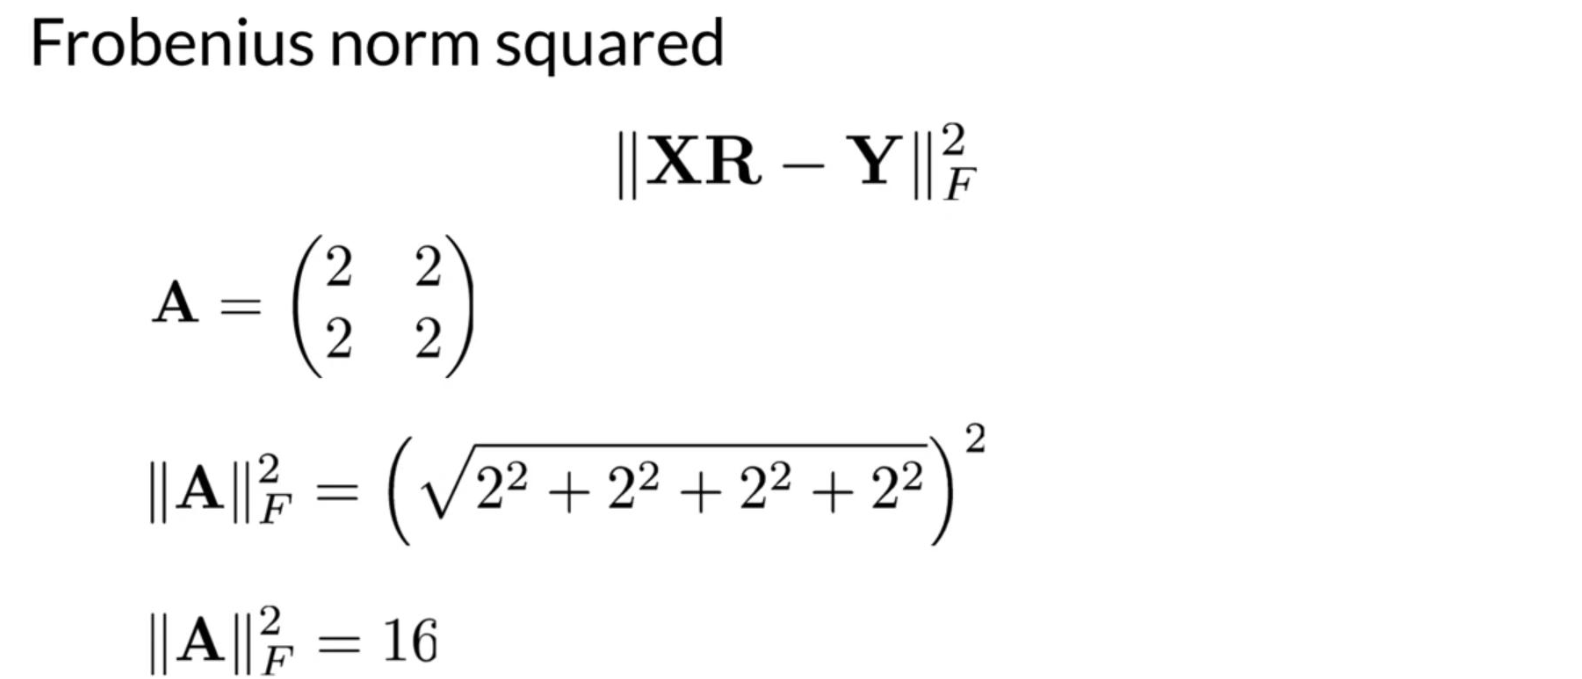 Frobenius norm squared
‖XR − Y‖²_F
A = (2 2
2 2)
‖A‖²_F = (√(2² + 2² + 2² + 2²))²
‖A‖²_F = 16